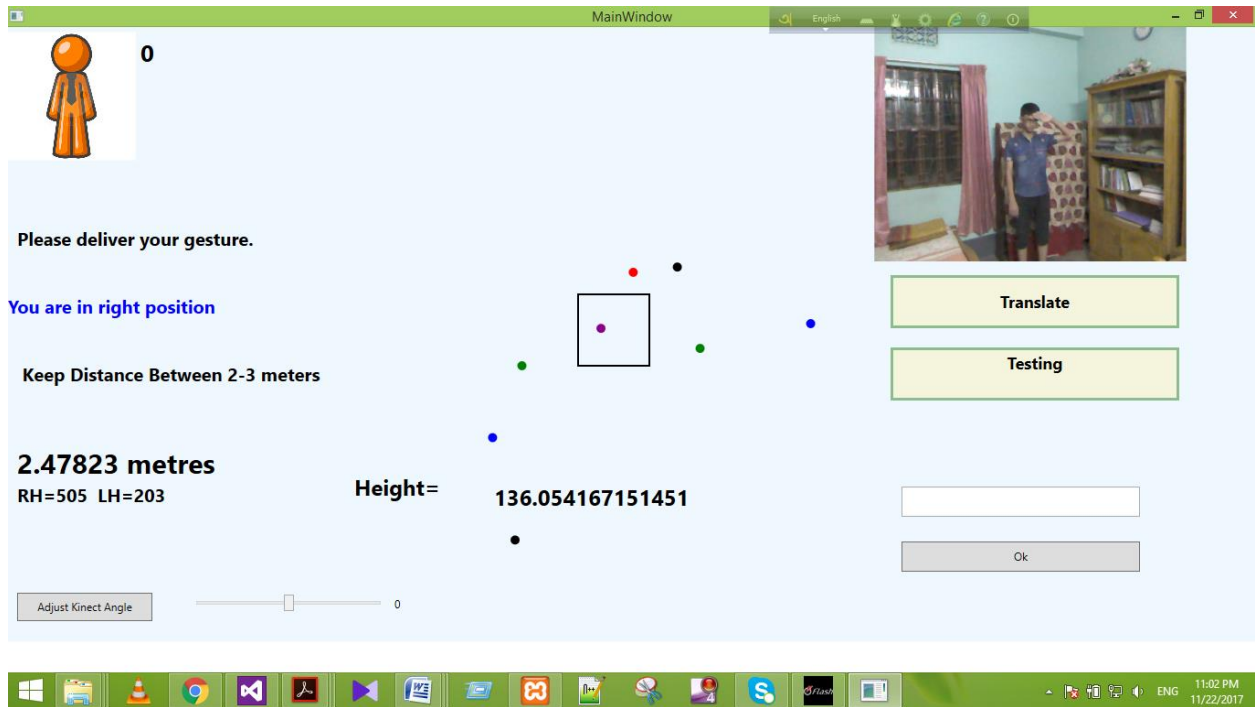 MainWindow
English
0
Please deliver your gesture.
You are in right position
Keep Distance Between 2-3 meters
2.47823 metres
RH=505 LH=203
Height= 136.054167151451
Adjust Kinect Angle
0
Translate
Testing
Ok
ENG
11:02 PM
11/22/2017